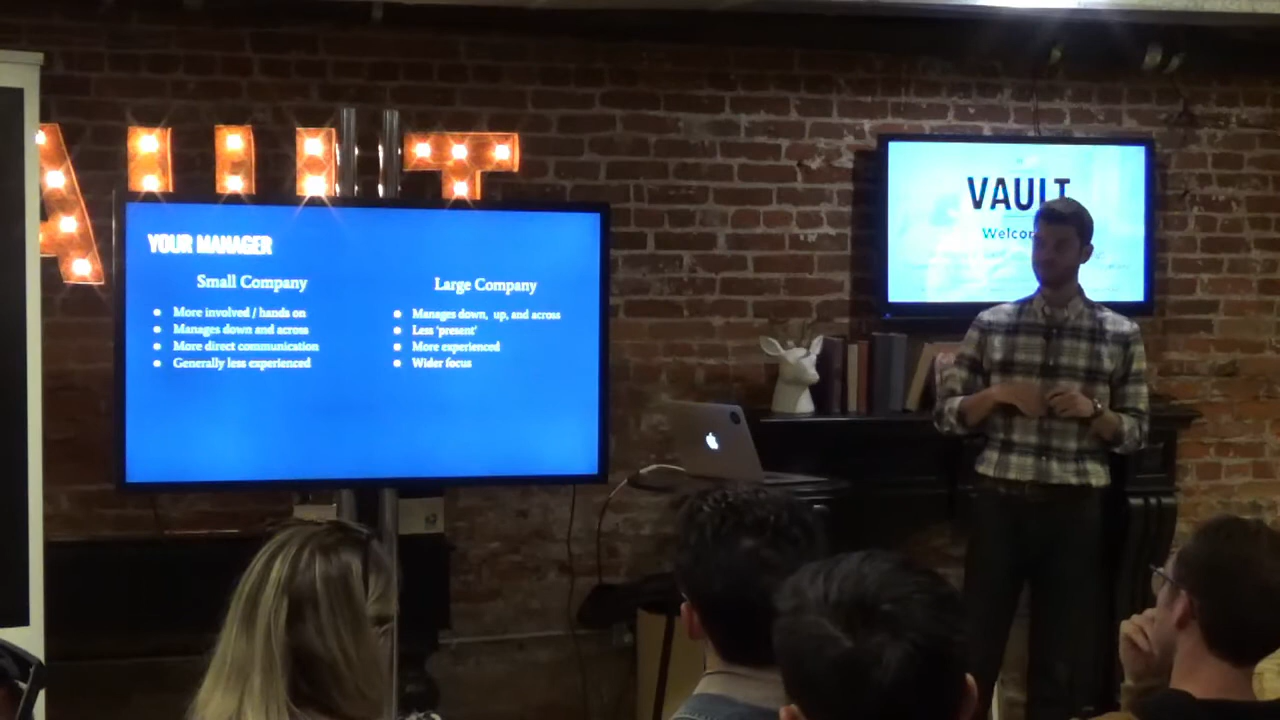 YOUR MANAGER
Small Company
More involved / hands on
Manages down and across
More direct communication
Generally less experienced
Large Company
Manages down, up, and across
Less 'present'
More experienced
Wider focus
VAULT